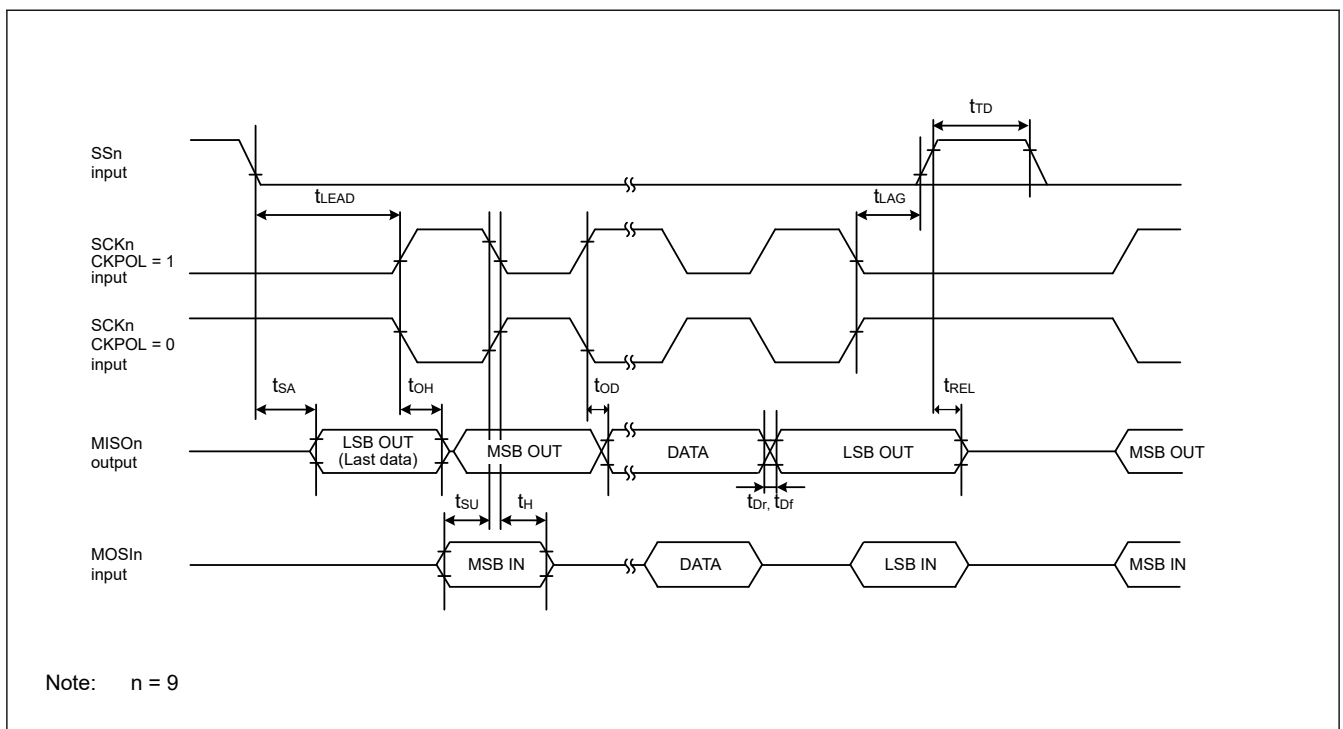 tTD
SSn
input
tLEAD
tLAG
SCKn
CKPOL = 1
input
SCKn
CKPOL = 0
input
tSA
tOH
tOD
tREL
MISOn
output
LSB OUT
(Last data)
MSB OUT
DATA
LSB OUT
MSB OUT
tSU
tH
tDr, tDf
MOSIn
input
MSB IN
DATA
LSB IN
MSB IN
Note: n = 9